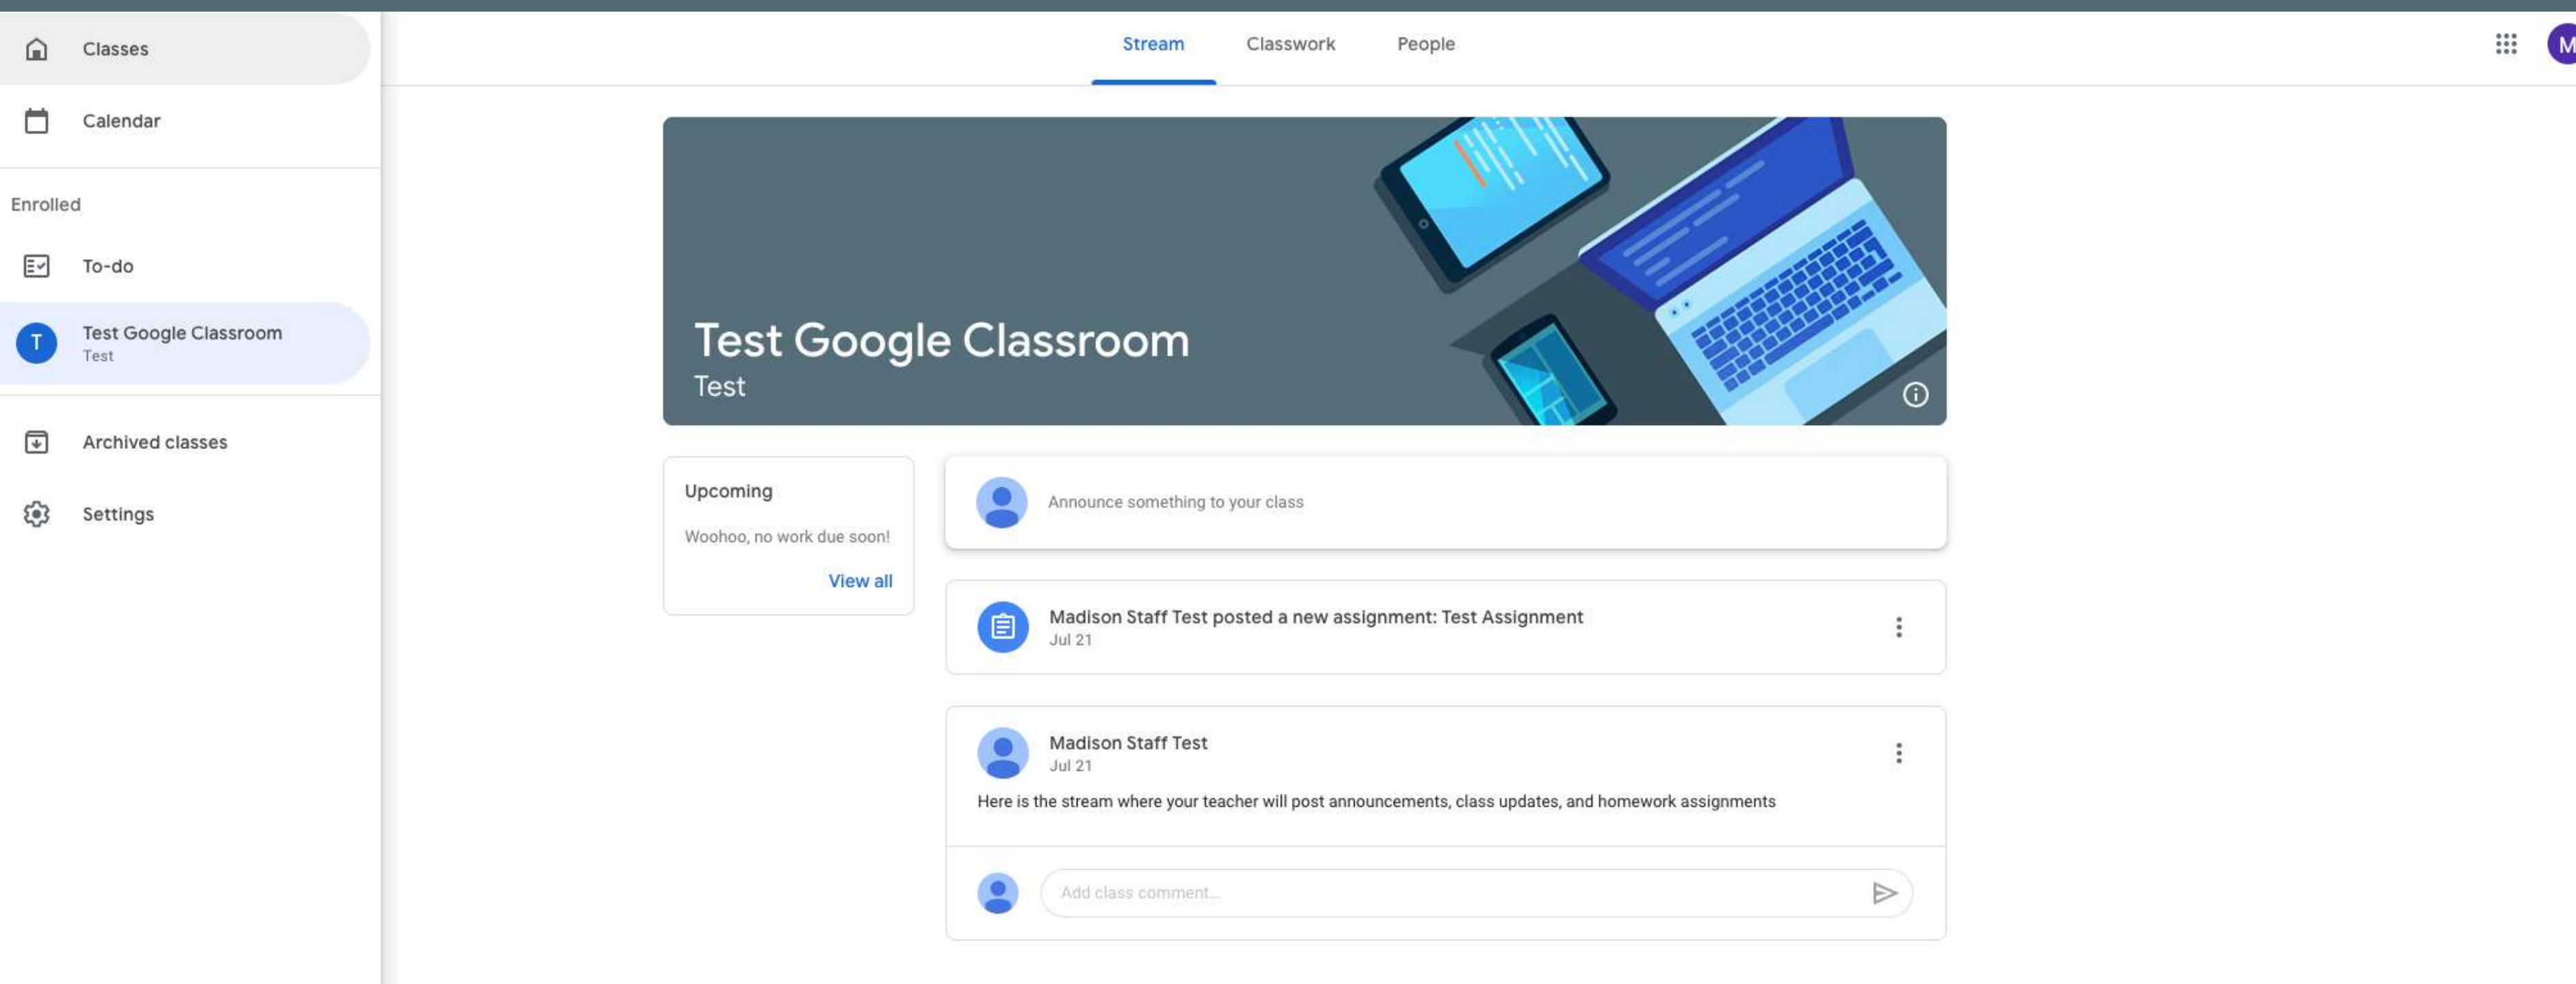 Classes
Calendar
Enrolled
To-do
T
Test Google Classroom
Test
Archived classes
Settings
Stream Classwork People
M
Test Google Classroom
Test
Upcoming
Woohoo, no work due soon!
View all
Announce something to your class
Madison Staff Test posted a new assignment: Test Assignment
Jul 21
Madison Staff Test
Jul 21
Here is the stream where your teacher will post announcements, class updates, and homework assignments
Add class comment...